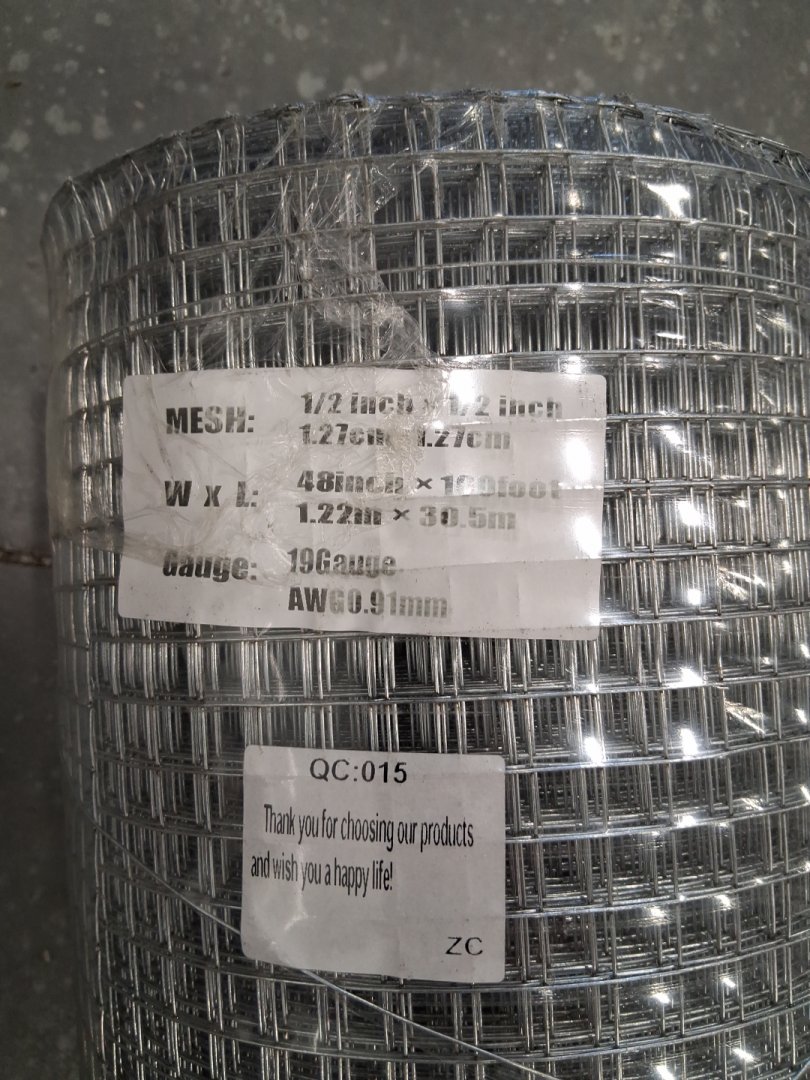 MESH: 1/2 inch × 1/2 inch
1.27cm × 1.27cm
W x L: 48inch × 100foot
1.22m × 30.5m
Gauge: 19Gauge
AWG0.91mm
QC:015
Thank you for choosing our products
and wish you a happy life!
ZC